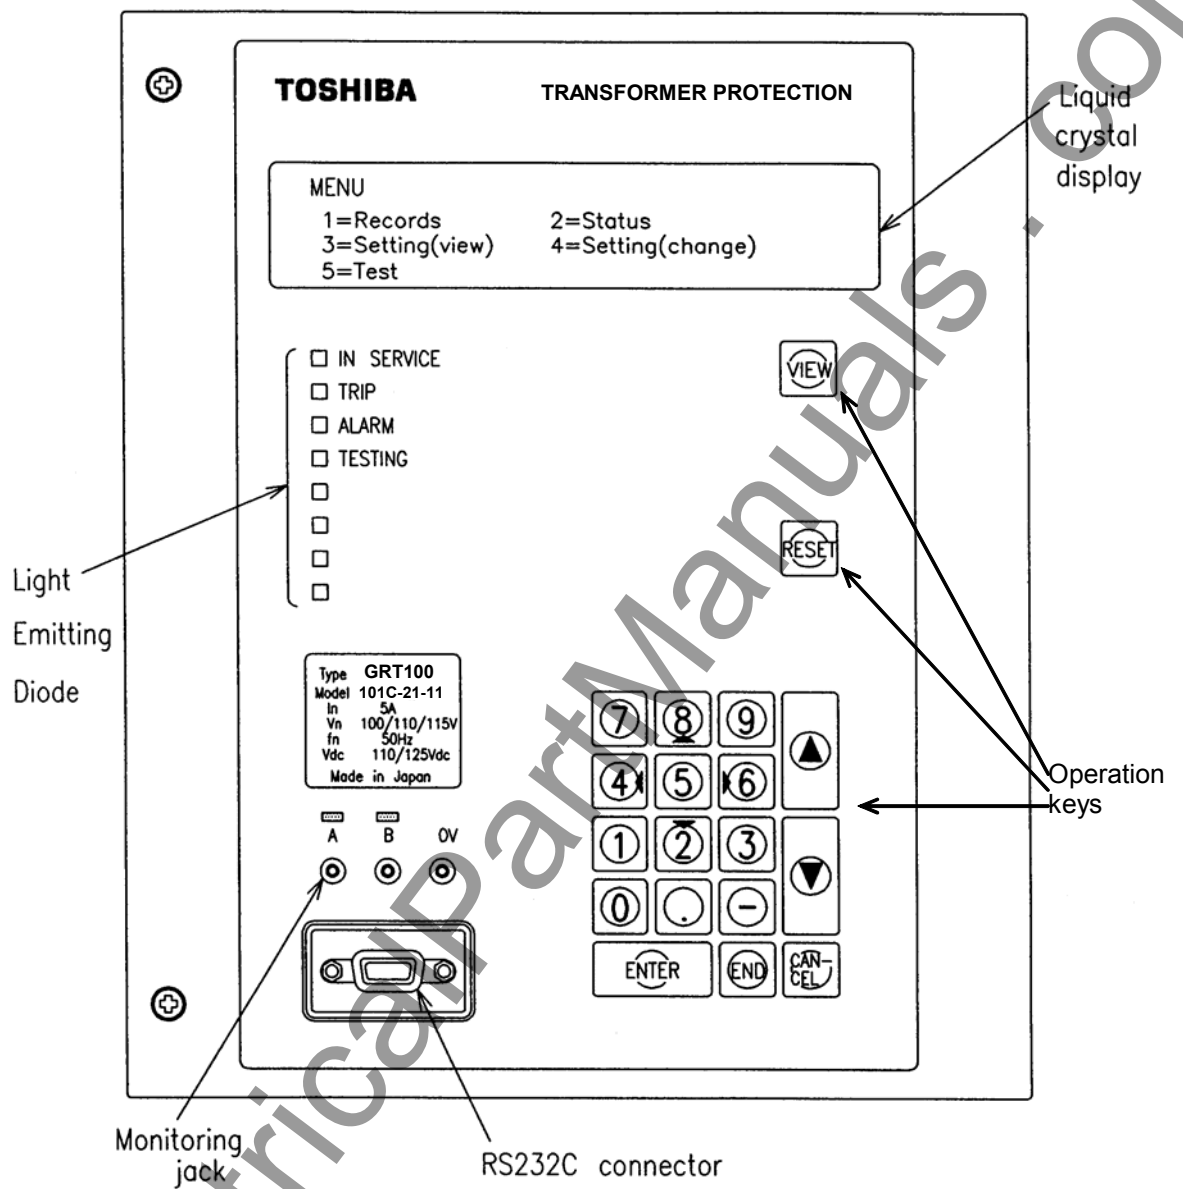 TOSHIBA
TRANSFORMER PROTECTION
Liquid
crystal
display
MENU
1=Records 2=Status
3=Setting(view) 4=Setting(change)
5=Test
IN SERVICE
TRIP
ALARM
TESTING
VIEW
RESET
Light
Emitting
Diode
Type GRT100
Model 101C-21-11
In 5A
Vn 100/110/115V
fn 50Hz
Vdc 110/125Vdc
Made in Japan
A B 0V
7 8 9
4 5 6
1 2 3
0 . -
ENTER END CAN-
CEL
Operation
keys
Monitoring
jack
RS232C connector
tricalPartManuals . co